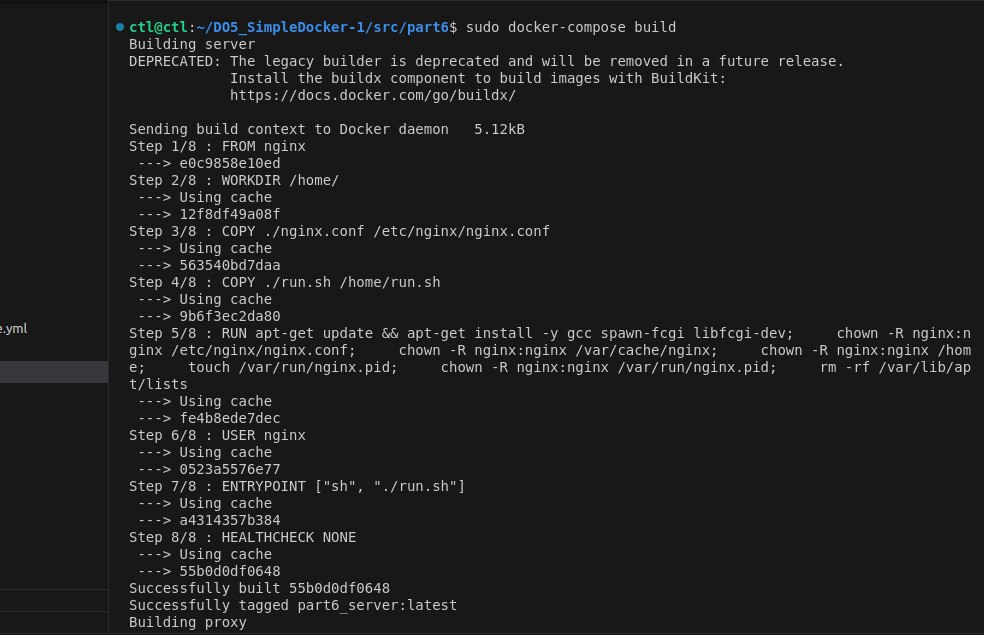 ctl@ctl:~/DO5_SimpleDocker-1/src/part6$ sudo docker-compose build
Building server
DEPRECATED: The legacy builder is deprecated and will be removed in a future release.
            Install the buildx component to build images with BuildKit:
            https://docs.docker.com/go/buildx/
Sending build context to Docker daemon   5.12kB
Step 1/8 : FROM nginx
 ---> e0c9858e10ed
Step 2/8 : WORKDIR /home/
 ---> Using cache
 ---> 12f8df49a08f
Step 3/8 : COPY ./nginx.conf /etc/nginx/nginx.conf
 ---> Using cache
 ---> 563540bd7daa
Step 4/8 : COPY ./run.sh /home/run.sh
 ---> Using cache
 ---> 9b6f3ec2da80
e.yml
Step 5/8 : RUN apt-get update && apt-get install -y gcc spawn-fcgi libfcgi-dev;     chown -R nginx:n
ginx /etc/nginx/nginx.conf;     chown -R nginx:nginx /var/cache/nginx;     chown -R nginx:nginx /hom
e;     touch /var/run/nginx.pid;     chown -R nginx:nginx /var/run/nginx.pid;     rm -rf /var/lib/ap
t/lists
 ---> Using cache
 ---> fe4b8ede7dec
Step 6/8 : USER nginx
 ---> Using cache
 ---> 0523a5576e77
Step 7/8 : ENTRYPOINT ["sh", "./run.sh"]
 ---> Using cache
 ---> a4314357b384
Step 8/8 : HEALTHCHECK NONE
 ---> Using cache
 ---> 55b0d0df0648
Successfully built 55b0d0df0648
Successfully tagged part6_server:latest
Building proxy